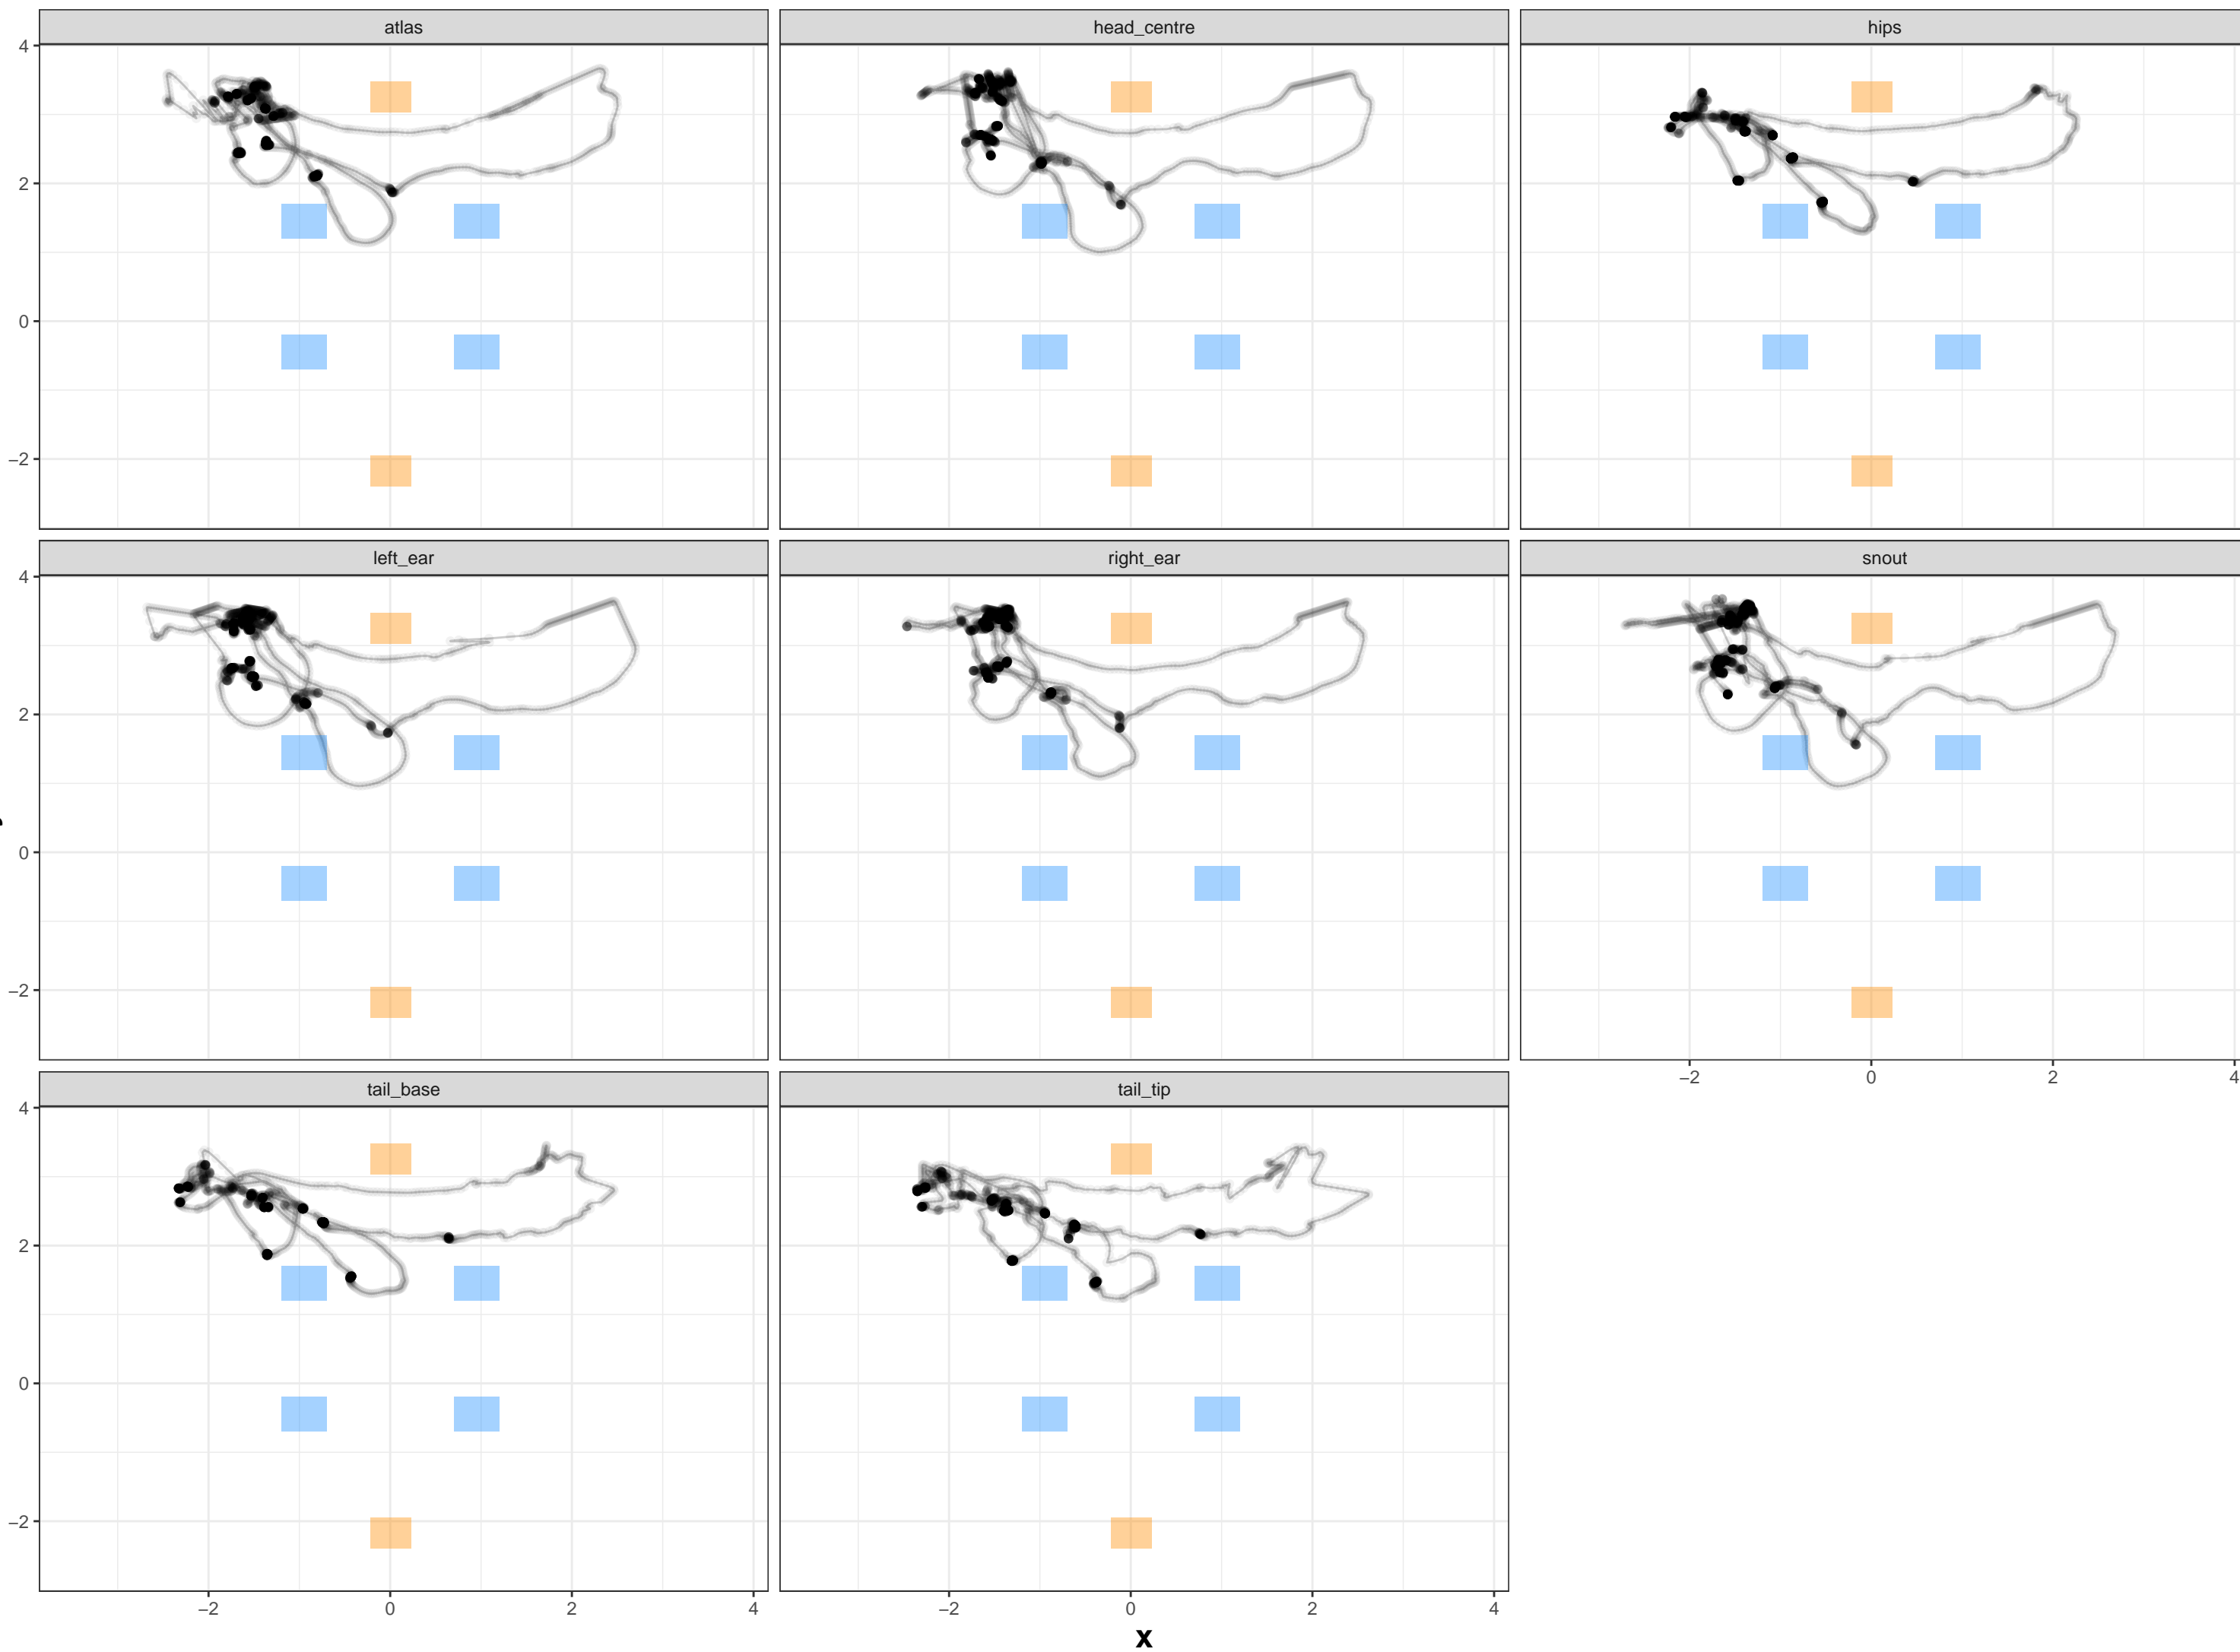 atlas head_centre hips
4
2
0
−2
left_ear right_ear snout
4
2
0
−2
−2 0 2 4
tail_base tail_tip
4
2
0
−2
−2 0 2 4 −2 0 2 4
x